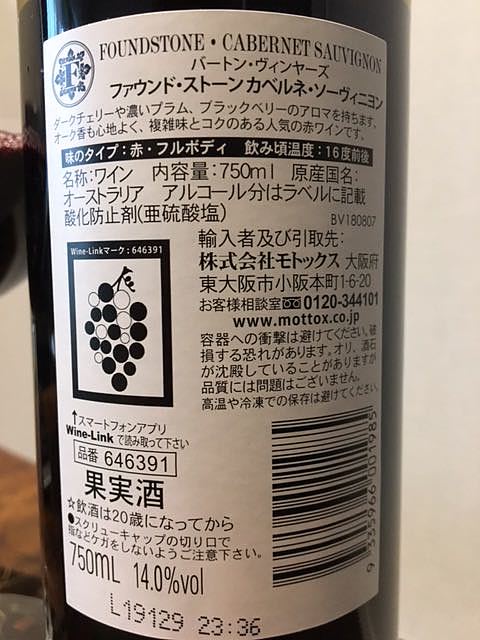 F
FOUNDSTONE・CABERNET SAUVIGNON
バートン・ヴィンヤーズ
ファウンド・ストーン カベルネ・ソーヴィニヨン
ダークチェリーや濃いプラム、ブラックベリーのアロマを持ちます。
オーク香も心地よく、複雑味とコクのある人気の赤ワインです。
味のタイプ：赤・フルボディ 飲み頃温度：16度前後
名称：ワイン 内容量：750ml 原産国名：
オーストラリア アルコール分はラベルに記載
酸化防止剤(亜硫酸塩)
BV180807
Wine-Linkマーク：646391
輸入者及び引取先：
株式会社モトックス 大阪府
東大阪市小阪本町1-6-20
お客様相談室 0120-344101
www.mottox.co.jp
容器への衝撃は避けてください。破
損する恐れがあります。オリ、酒石
が沈殿していることがありますが
品質には問題はございません。
高温や冷凍での保存は避けてください。
↑スマートフォンアプリ
Wine-Link で読み取って下さい
品番 646391
果実酒
☆飲酒は20歳になってから
●スクリューキャップの切り口で
指などケガをしないようご注意下さい。
750mL 14.0%vol
9 335966 001985
L19129 23:36